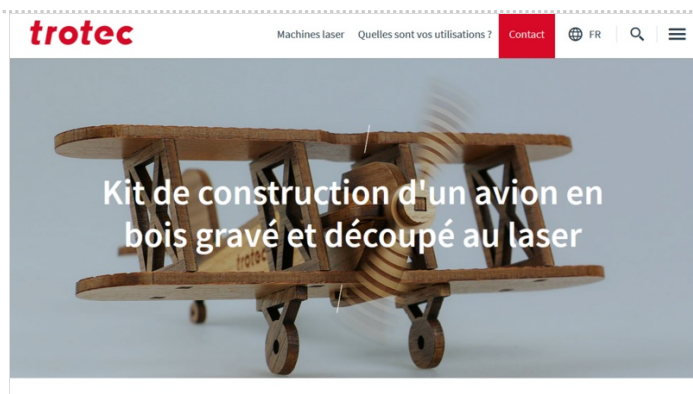 trotec
Machines laser
Quelles sont vos utilisations ?
Contact
FR
Kit de construction d'un avion en
bois gravé et découpé au laser
trotec